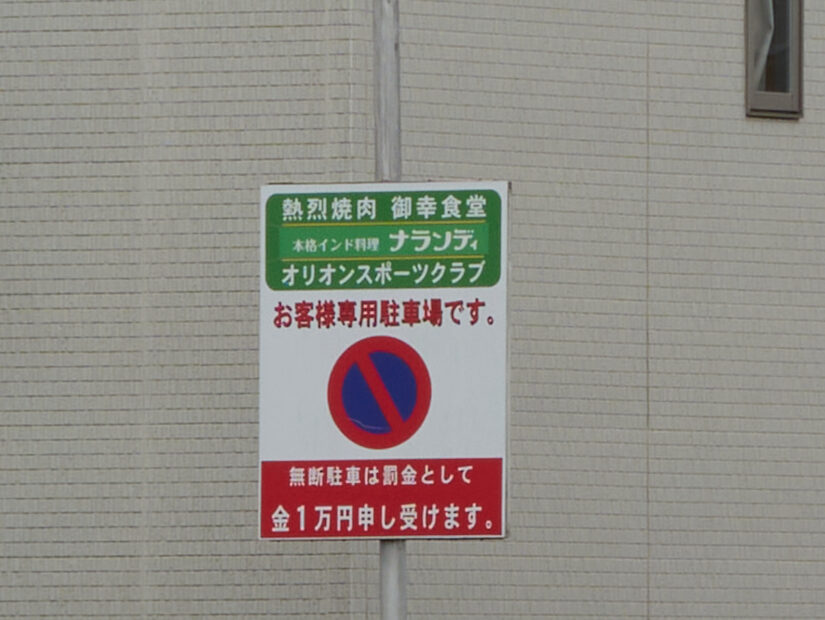 熱烈焼肉 御幸食堂
本格インド料理 ナランディ
オリオンスポーツクラブ
お客様専用駐車場です。
無断駐車は罰金として
金1万円申し受けます。